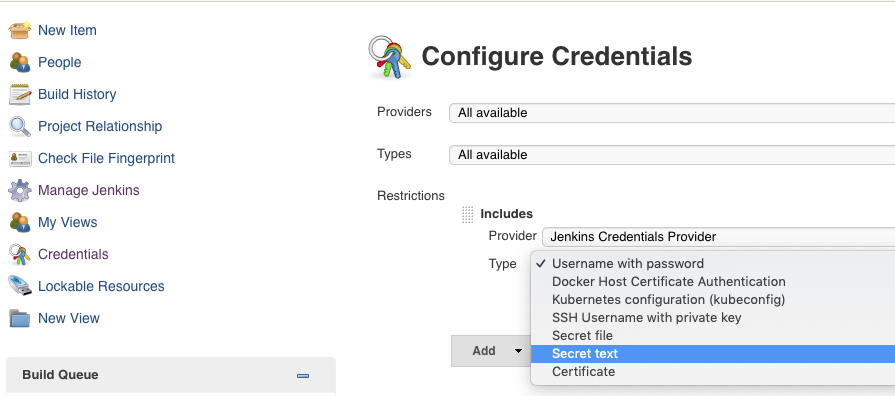 New Item
People
Build History
Project Relationship
Check File Fingerprint
Manage Jenkins
My Views
Credentials
Lockable Resources
New View
Build Queue
Configure Credentials
Providers All available
Types All available
Restrictions
Includes
Provider Jenkins Credentials Provider
Type ✓ Username with password
Docker Host Certificate Authentication
Kubernetes configuration (kubeconfig)
SSH Username with private key
Secret file
Secret text
Certificate
Add